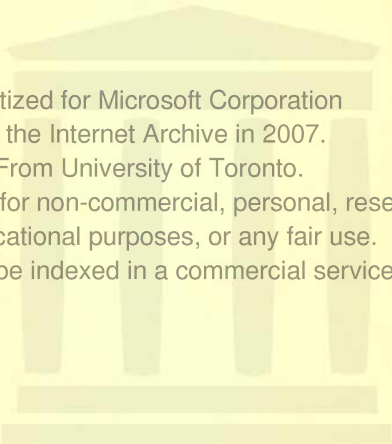 tized for Microsoft Corporation
the Internet Archive in 2007.
From University of Toronto.
for non-commercial, personal, rese
cational purposes, or any fair use.
be indexed in a commercial service